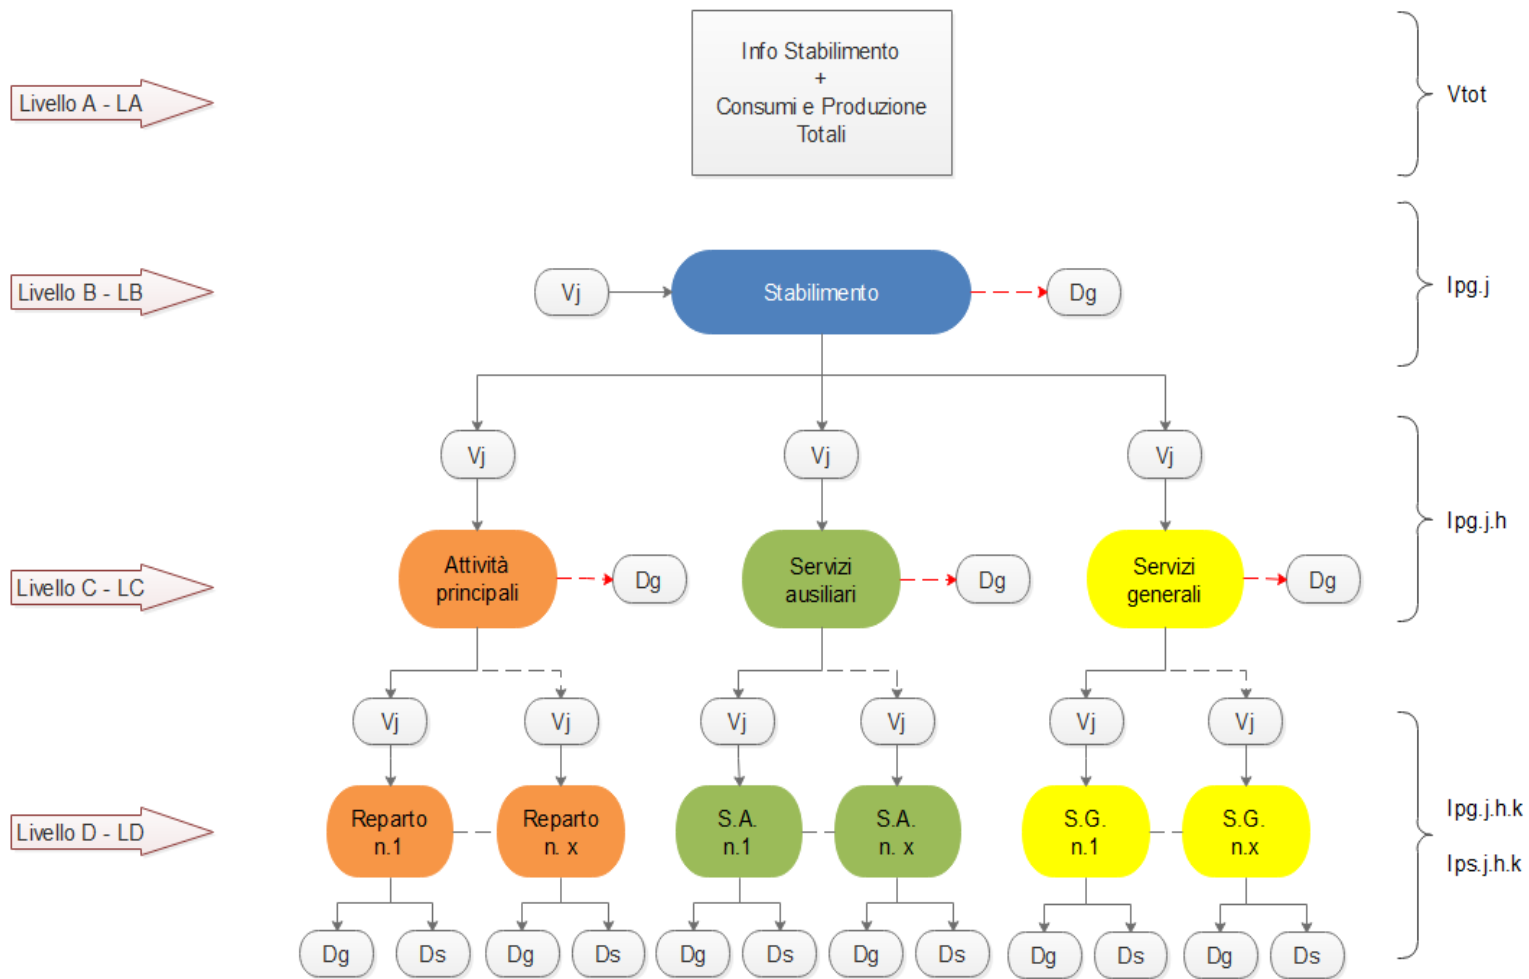 Info Stabilimento
+
Consumi e Produzione
Totali
Livello A - LA
Vtot
Livello B - LB
Vj
Stabilimento
Dg
Ipg.j
Vj
Vj
Vj
Ipg.j.h
Livello C - LC
Attività
principali
Dg
Servizi
ausiliari
Dg
Servizi
generali
Dg
Vj
Vj
Vj
Vj
Vj
Vj
Livello D - LD
Reparto
n.1
Reparto
n. x
S.A.
n.1
S.A.
n. x
S.G.
n.1
S.G.
n.x
Ipg.j.h.k
Ips.j.h.k
Dg
Ds
Dg
Ds
Dg
Ds
Dg
Ds
Dg
Ds
Dg
Ds